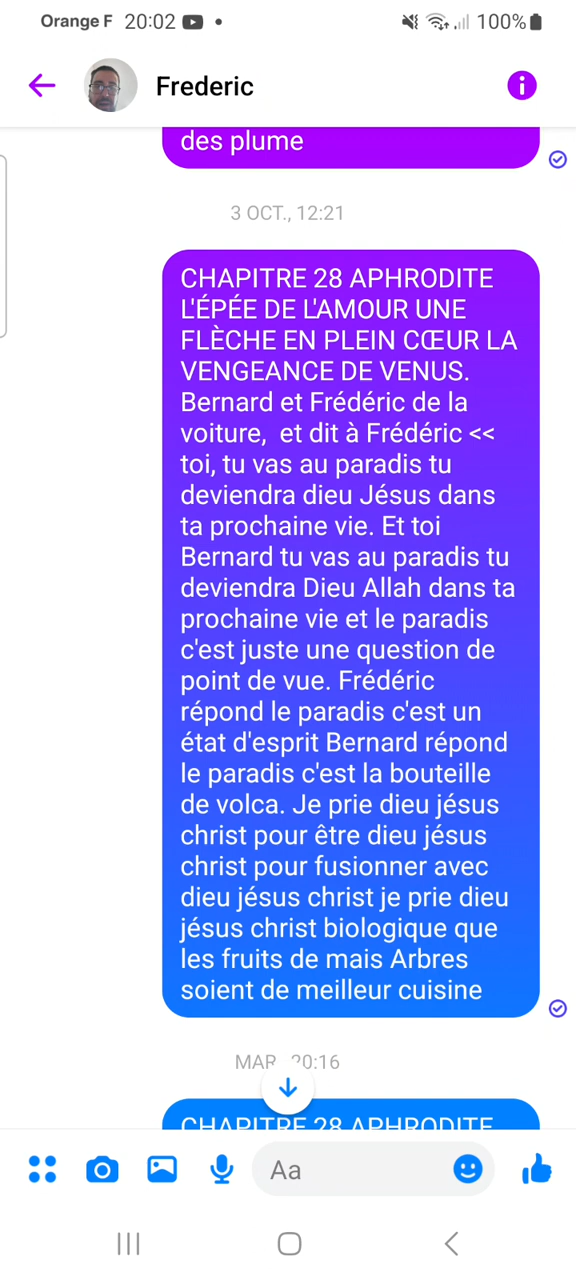 Orange F 20:02 100%
Frederic
des plume
3 OCT., 12:21
CHAPITRE 28 APHRODITE
L'ÉPÉE DE L'AMOUR UNE
FLÈCHE EN PLEIN CŒUR LA
VENGEANCE DE VENUS.
Bernard et Frédéric de la
voiture,  et dit à Frédéric <<
toi, tu vas au paradis tu
deviendra dieu Jésus dans
ta prochaine vie. Et toi
Bernard tu vas au paradis tu
deviendra Dieu Allah dans ta
prochaine vie et le paradis
c'est juste une question de
point de vue. Frédéric
répond le paradis c'est un
état d'esprit Bernard répond
le paradis c'est la bouteille
de volca. Je prie dieu jésus
christ pour être dieu jésus
christ pour fusionner avec
dieu jésus christ je prie dieu
jésus christ biologique que
les fruits de mais Arbres
soient de meilleur cuisine
MAR. 20:16
CHAPITRE 28 APHRODITE
Aa